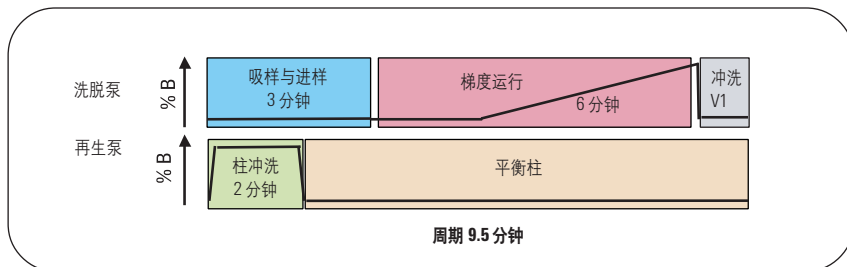 洗脱泵
% B
吸样与进样
3 分钟
梯度运行
6 分钟
冲洗
V1
再生泵
% B
柱冲洗
2 分钟
平衡柱
周期 9.5 分钟